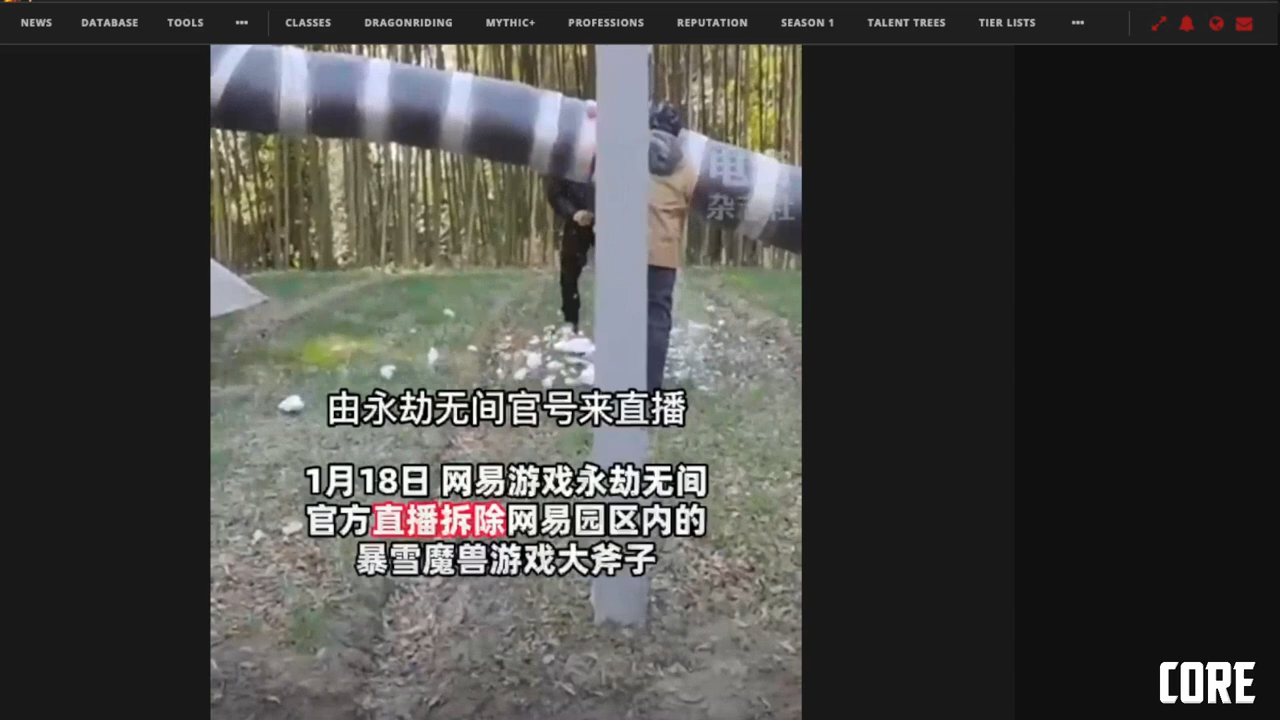 NEWS DATABASE TOOLS ••• CLASSES DRAGONRIDING MYTHIC+ PROFESSIONS REPUTATION SEASON 1 TALENT TREES TIER LISTS •••
由永劫无间官号来直播
1月18日 网易游戏永劫无间
官方直播拆除网易园区内的
暴雪魔兽游戏大斧子
CORE